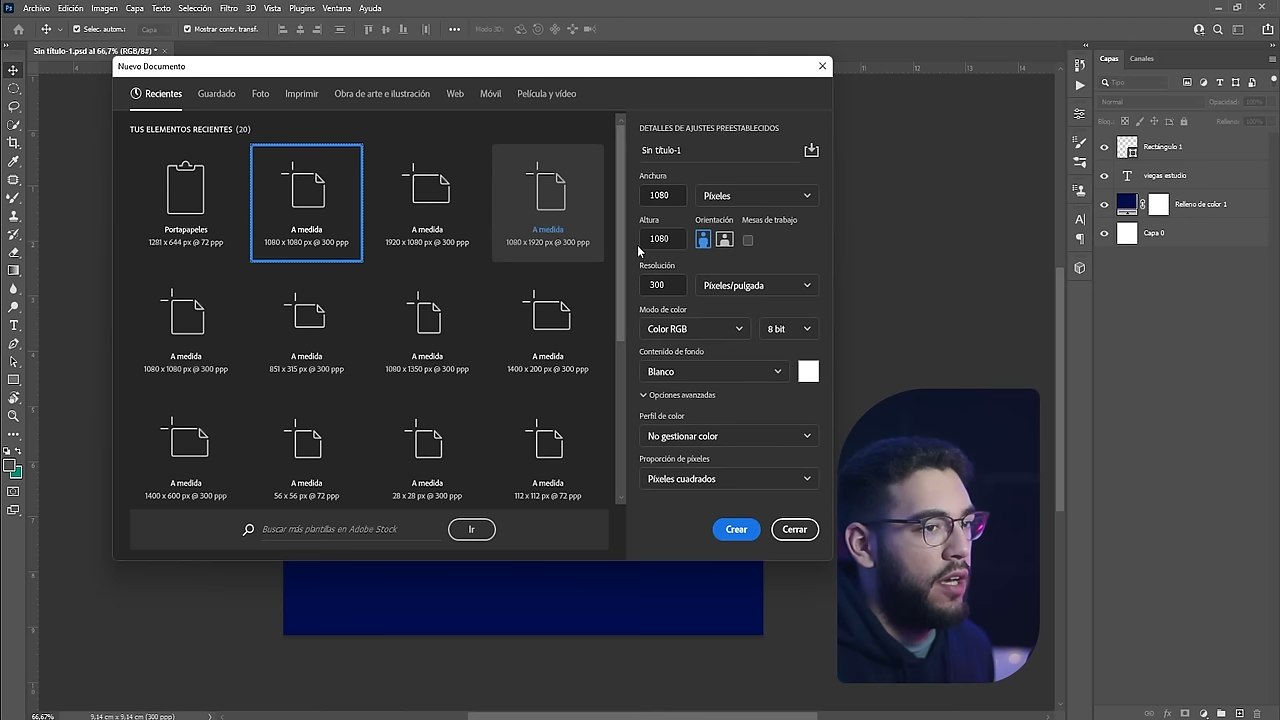 Ps Archivo Edición Imagen Capa Texto Selección Filtro 3D Vista Plugins Ventana Ayuda
Selec. autom.: Capa Mostrar contr. transf. Modo 3D:
Sin título-1.psd al 66,7% (RGB/8#) *
Nuevo Documento
Recientes Guardado Foto Imprimir Obra de arte e ilustración Web Móvil Película y vídeo
TUS ELEMENTOS RECIENTES (20)
Portapapeles
1281 x 644 px @ 72 ppp
A medida
1080 x 1080 px @ 300 ppp
A medida
1920 x 1080 px @ 300 ppp
A medida
1080 x 1920 px @ 300 ppp
A medida
1080 x 1080 px @ 300 ppp
A medida
851 x 315 px @ 300 ppp
A medida
1080 x 1350 px @ 300 ppp
A medida
1400 x 200 px @ 300 ppp
A medida
1400 x 600 px @ 300 ppp
A medida
56 x 56 px @ 72 ppp
A medida
28 x 28 px @ 300 ppp
A medida
112 x 112 px @ 72 ppp
Buscar más plantillas en Adobe Stock
Ir
DETALLES DE AJUSTES PREESTABLECIDOS
Sin título-1
Anchura
1080 Píxeles
Altura Orientación Mesas de trabajo
1080
Resolución
300 Píxeles/pulgada
Modo de color
Color RGB 8 bit
Contenido de fondo
Blanco
Opciones avanzadas
Perfil de color
No gestionar color
Proporción de píxeles
Píxeles cuadrados
Crear Cerrar
Capas Canales
Tipo
Normal Opacidad: 100%
Bloq.: Relleno: 100%
Rectángulo 1
viegas estudio
Relleno de color 1
Capa 0
66,67% 9,14 cm x 9,14 cm (300 ppp)